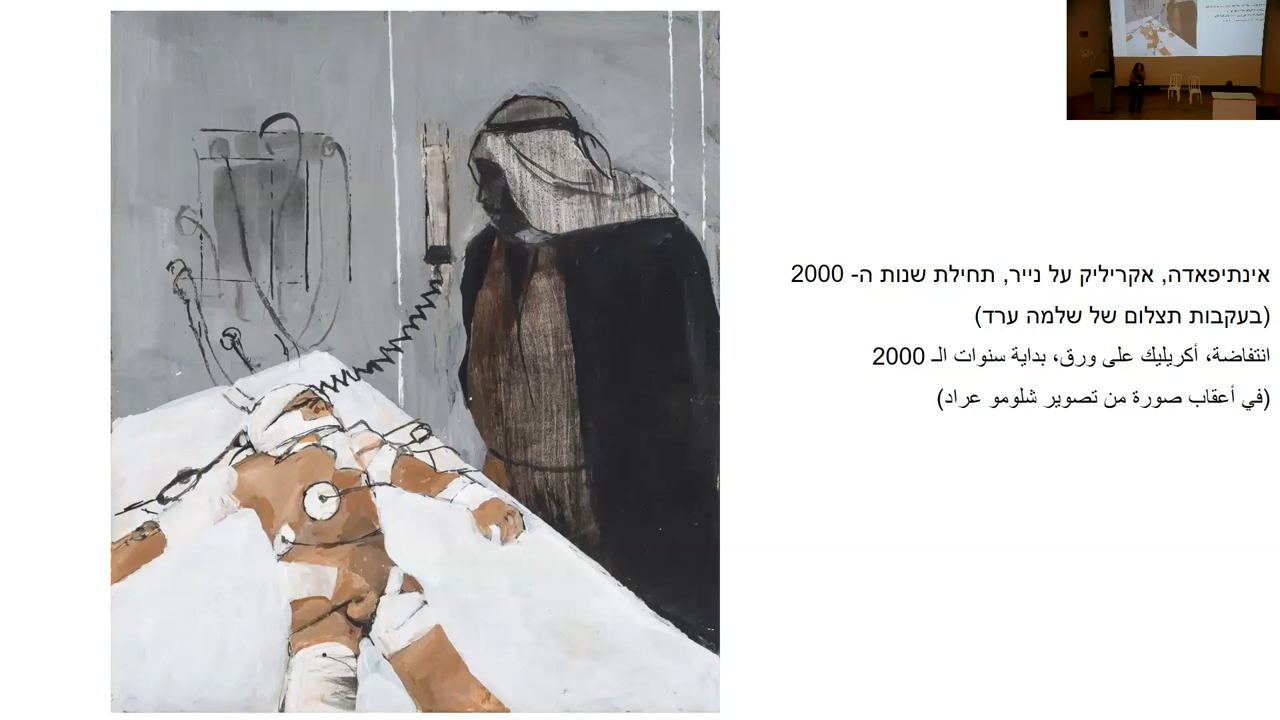 אינתיפאדה, אקריליק על נייר, תחילת שנות ה- 2000
(בעקבות תצלום של שלמה ערד)
انتفاضة، أكريليك على ورق، بداية سنوات الـ 2000
(في أعقاب صورة من تصوير شلومو عراد)